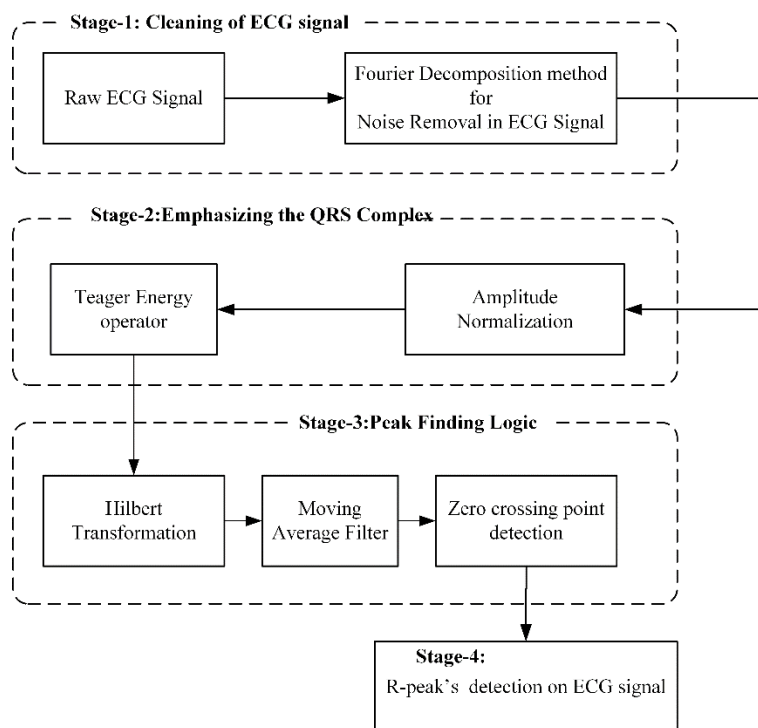 Stage-1: Cleaning of ECG signal
Raw ECG Signal
Fourier Decomposition method
for
Noise Removal in ECG Signal
Stage-2:Emphasizing the QRS Complex
Amplitude
Normalization
Teager Energy
operator
Stage-3:Peak Finding Logic
Hilbert
Transformation
Moving
Average Filter
Zero crossing point
detection
Stage-4:
R-peak's detection on ECG signal